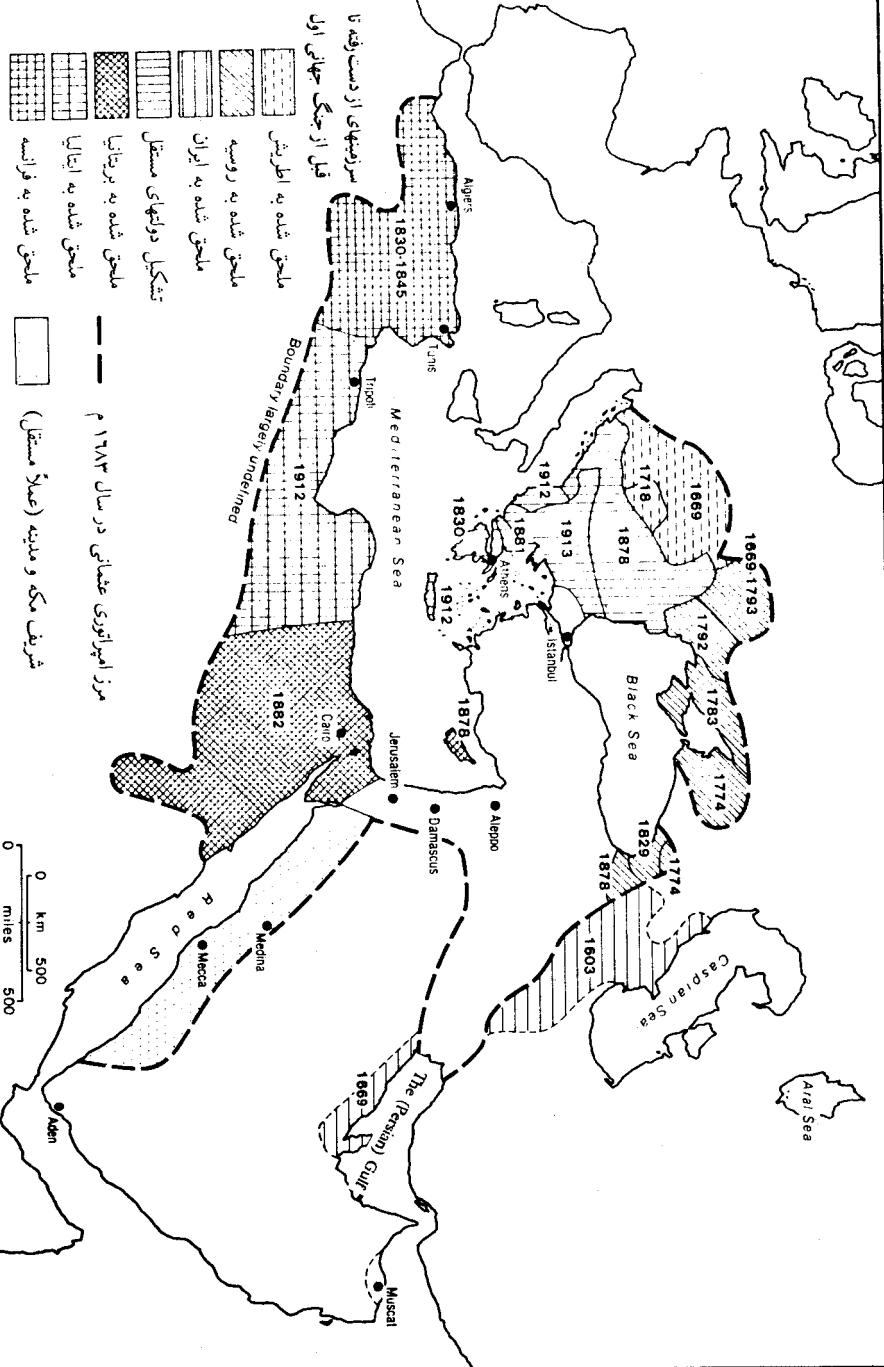 سرزمینهای از دست رفته تا
قبل از جنگ جهانی اول
ملحق شده به اطریش
ملحق شده به روسیه
ملحق شده به ایران
تشکیل دولتهای مستقل
ملحق شده به بریتانیا
ملحق شده به ایتالیا
ملحق شده به فرانسه
مرز امپراتوری عثمانی در سال ۱۶۸۳ م
شریف مکه و مدینه (عملاً مستقل)
Algiers
1830-1845
Tunis
Tripoli
Boundary largely undefined
1912
Mediterranean Sea
1669
1718
1669-1793
1792
1783
1774
1878
1913
1912
1881
1830
Athens
1912
Istanbul
Black Sea
1829
1878
1774
1603
Caspian Sea
Aral Sea
1878
Aleppo
Damascus
Jerusalem
Cairo
1882
Red Sea
Medina
Mecca
Aden
1669
The (Persian) Gulf
Muscat
0 km 500
0 miles 500